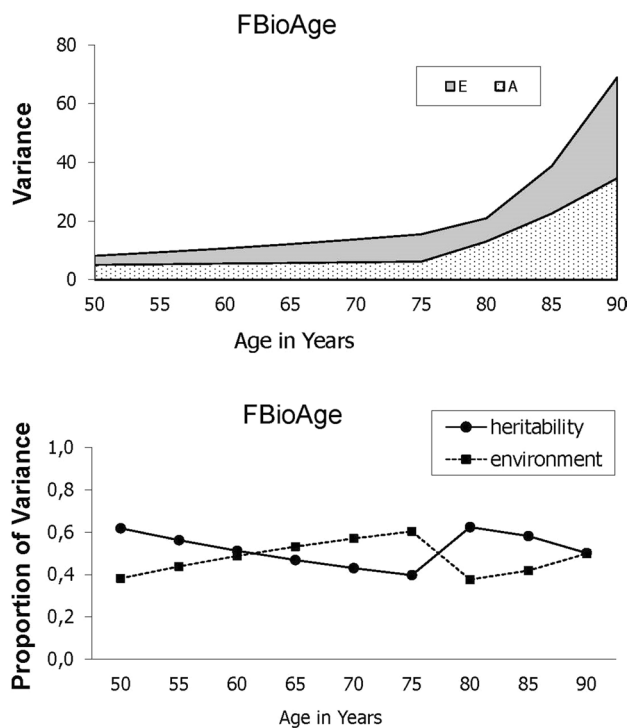 FBioAge
80
60
40
20
0
Variance
E A
50 55 60 65 70 75 80 85 90
Age in Years
FBioAge
heritability
environment
1,0
0,8
0,6
0,4
0,2
0,0
Proportion of Variance
50 55 60 65 70 75 80 85 90
Age in Years